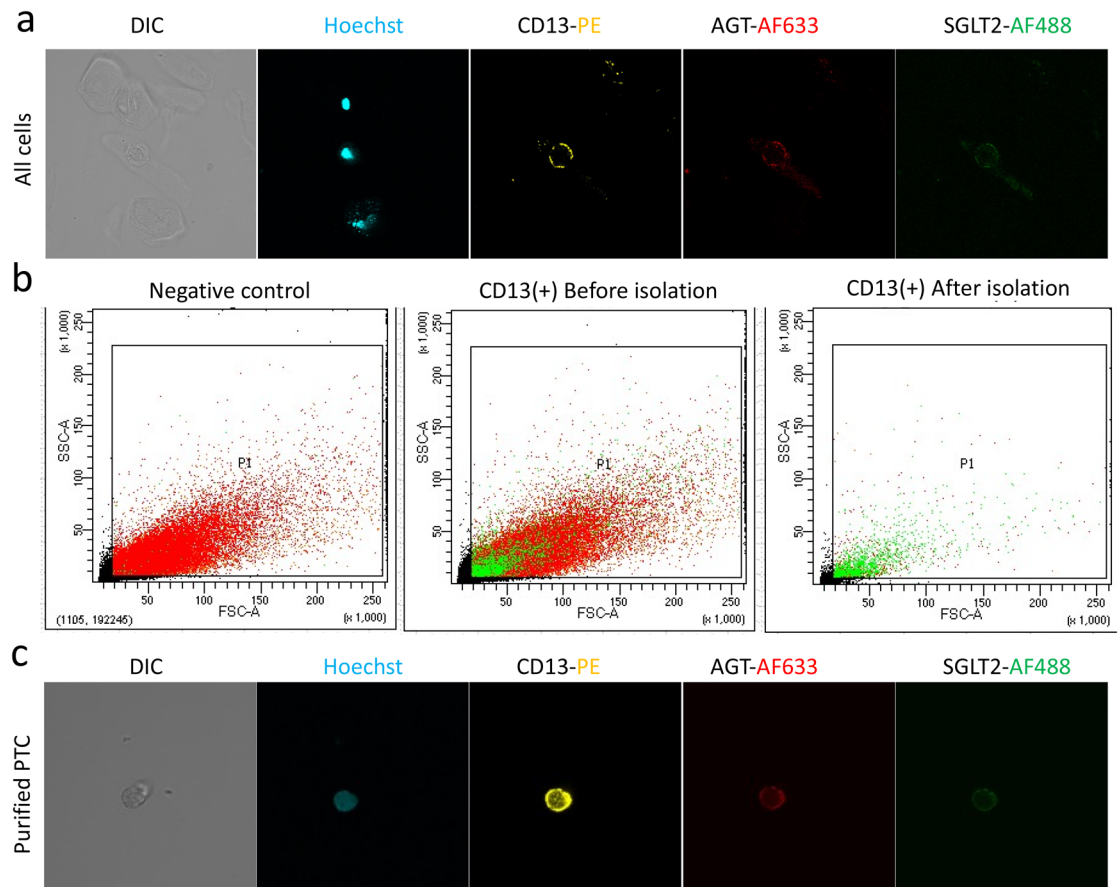 a
DIC
Hoechst
CD13-PE
AGT-AF633
SGLT2-AF488
All cells
b
Negative control
CD13(+) Before isolation
CD13(+) After isolation
(x 1,000)
SSC-A
250
200
150
100
50
P1
50 100 150 200 250
FSC-A
(x 1,000)
(1105, 192245)
(x 1,000)
SSC-A
250
200
150
100
50
P1
50 100 150 200 250
FSC-A
(x 1,000)
(x 1,000)
SSC-A
250
200
150
100
50
P1
50 100 150 200 250
FSC-A
(x 1,000)
c
DIC
Hoechst
CD13-PE
AGT-AF633
SGLT2-AF488
Purified PTC